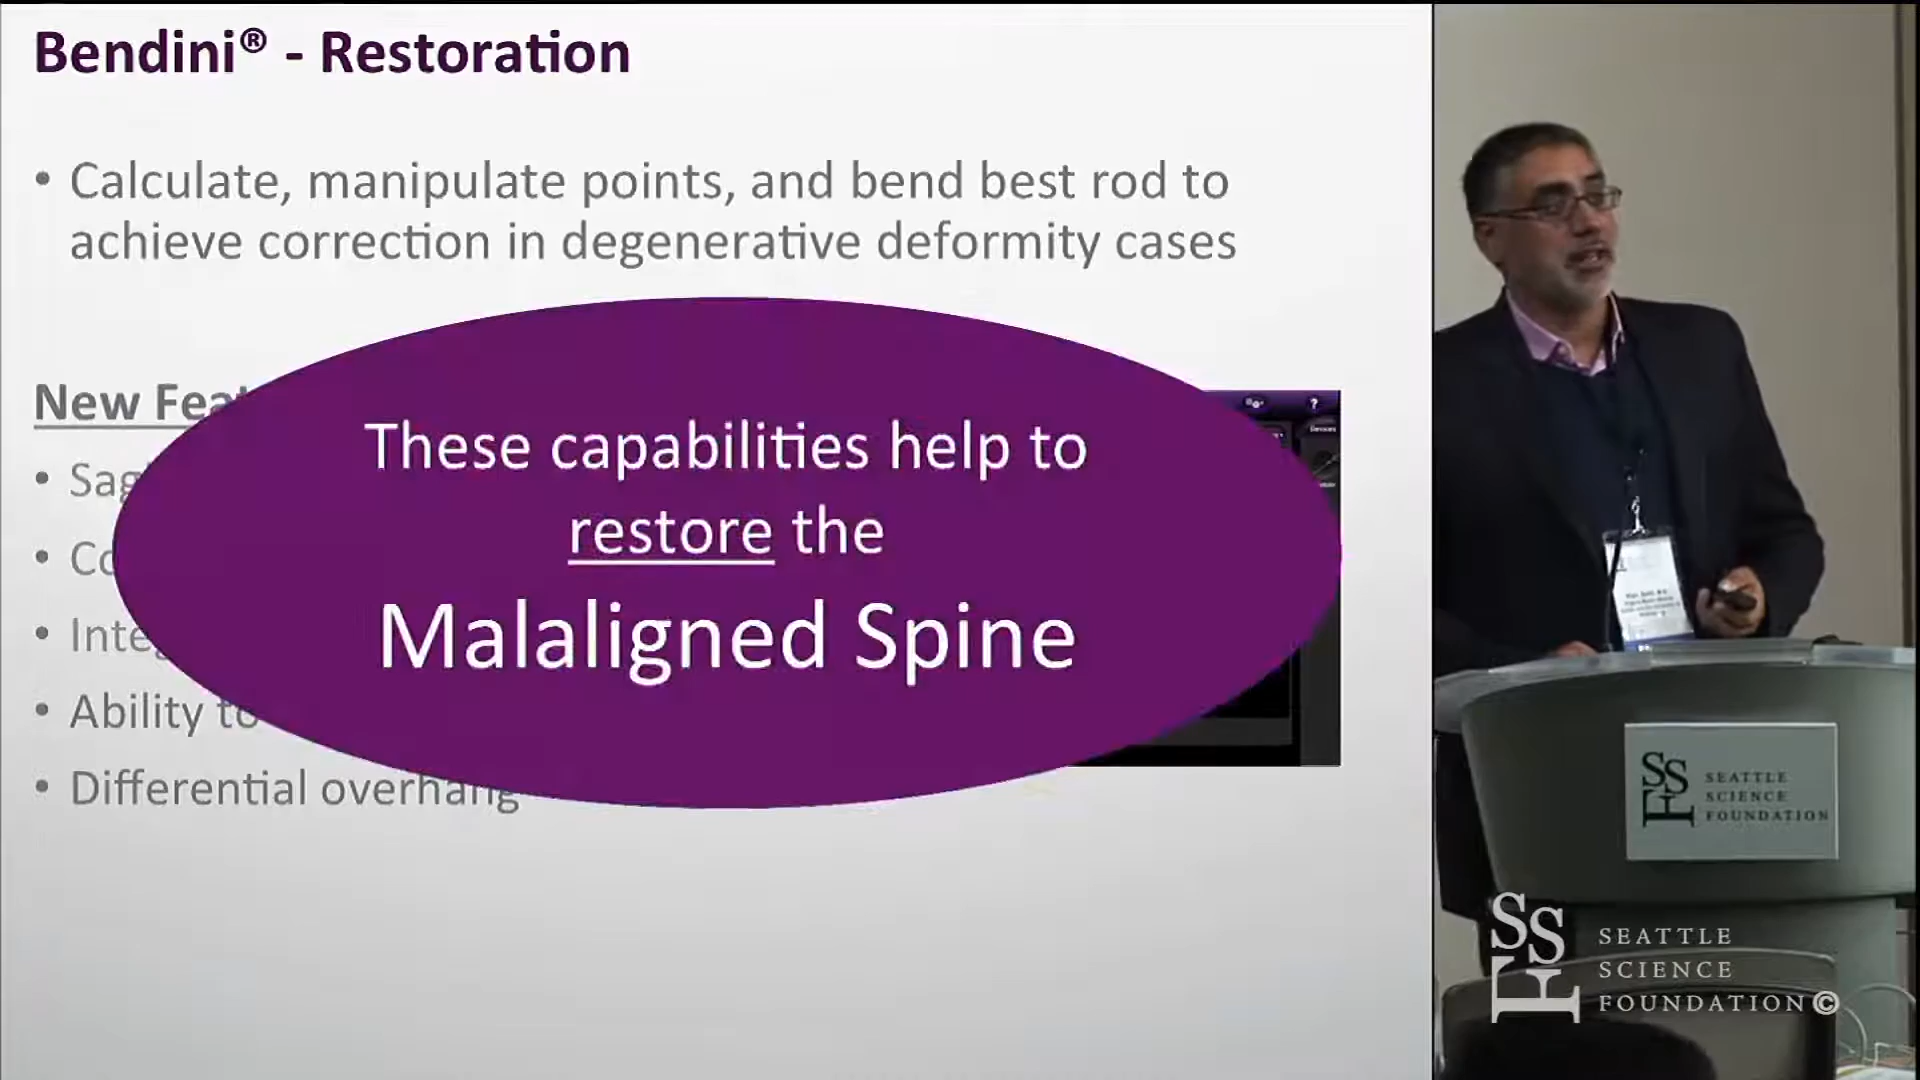 Bendini® - Restoration
• Calculate, manipulate points, and bend best rod to
achieve correction in degenerative deformity cases
New Feat
• Sag
• Co
• Inte
• Ability to
• Differential overhang
These capabilities help to
restore the
Malaligned Spine
?
SSF
SEATTLE
SCIENCE
FOUNDATION
SSF
SEATTLE
SCIENCE
FOUNDATION©